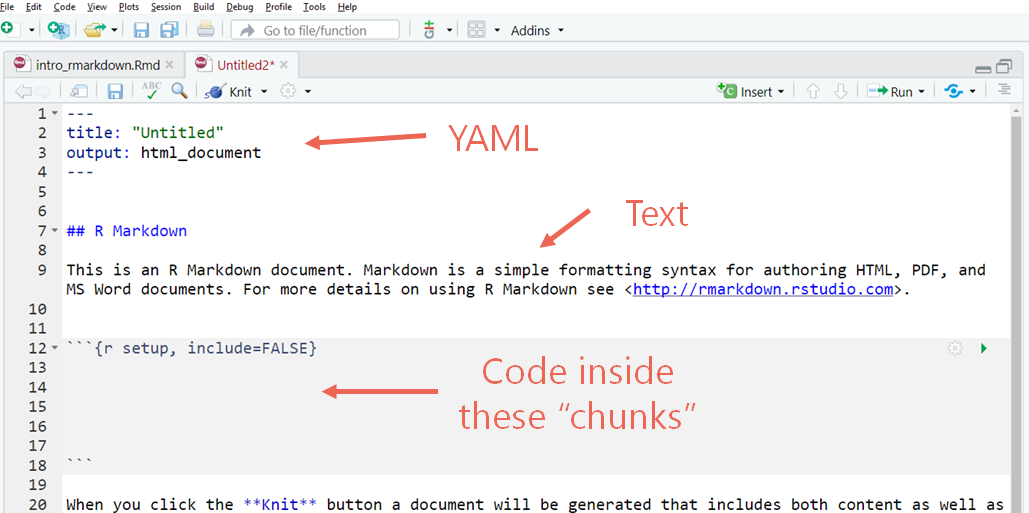 File Edit Code View Plots Session Build Debug Profile Tools Help
Go to file/function Addins
intro_rmarkdown.Rmd Untitled2*
ABC Knit Insert Run
1 ---
2 title: "Untitled"
3 output: html_document
4 ---
YAML
5
6
Text
7 ## R Markdown
8
9 This is an R Markdown document. Markdown is a simple formatting syntax for authoring HTML, PDF, and
MS Word documents. For more details on using R Markdown see <http://rmarkdown.rstudio.com>.
10
11
12 ```{r setup, include=FALSE}
13
14
15
16
17
Code inside
these “chunks”
18 ```
19
20 When you click the **Knit** button a document will be generated that includes both content as well as